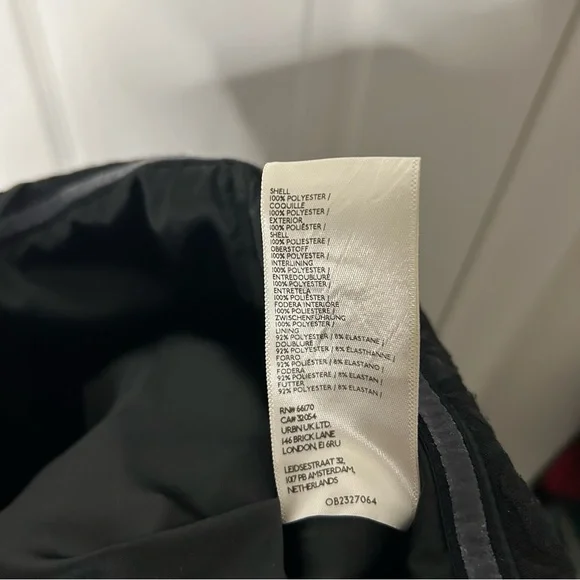 SHELL
100% POLYESTER /
COQUILLE
100% POLYESTER /
EXTERIOR
100% POLIÉSTER /
SHELL
100% POLIESTERE /
OBERSTOFF
100% POLYESTER /
INTERLINING
100% POLYESTER /
ENTREDOUBLURE
100% POLYESTER /
ENTRETELA
100% POLIÉSTER /
FODERA INTERIORE
100% POLIESTERE /
ZWISCHENFÜHRUNG
100% POLYESTER /
LINING
92% POLYESTER / 8% ELASTANE /
DOUBLURE
92% POLYESTER / 8% ÉLASTHANNE /
FORRO
92% POLIÉSTER / 8% ELASTANO /
FODERA
92% POLIESTERE / 8% ELASTAN /
FUTTER
92% POLYESTER / 8% ELASTAN /
RN# 66170
CA# 32054
URBN UK LTD.
146 BRICK LANE
LONDON, E1 6RU
LEIDSESTRAAT 32,
1017 PB AMSTERDAM,
NETHERLANDS
OB2327064